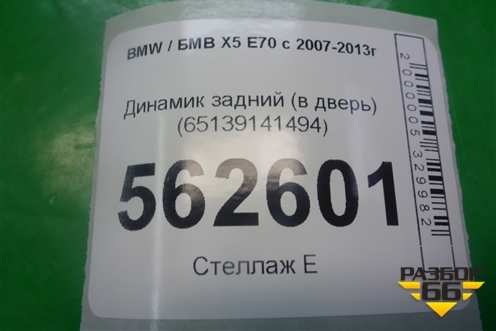 BMW / БМВ X5 E70 с 2007-2013г
Динамик задний (в дверь)
(65139141494)
562601
Стеллаж Е
2000005329982
РАЗБОР
66